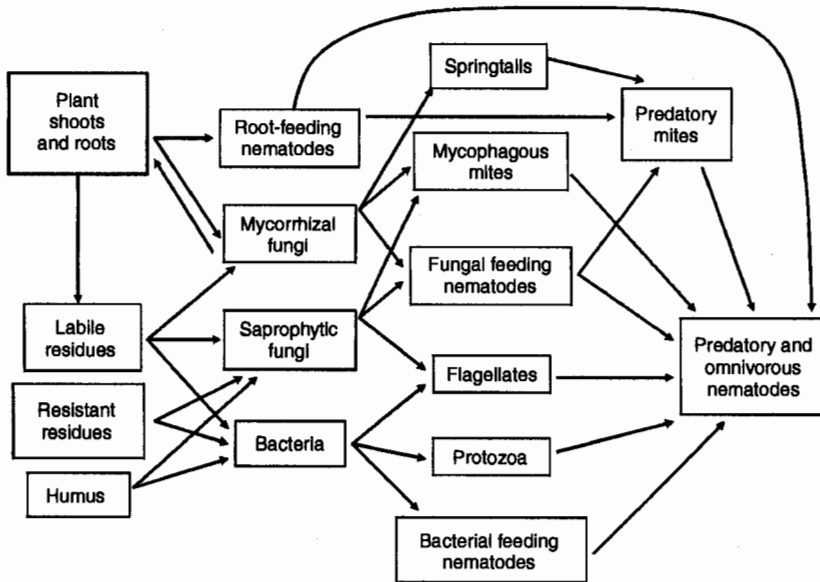 Plant
shoots
and roots
Labile
residues
Resistant
residues
Humus
Root-feeding
nematodes
Mycorrhizal
fungi
Saprophytic
fungi
Bacteria
Springtails
Mycophagous
mites
Fungal feeding
nematodes
Flagellates
Protozoa
Bacterial feeding
nematodes
Predatory
mites
Predatory and
omnivorous
nematodes